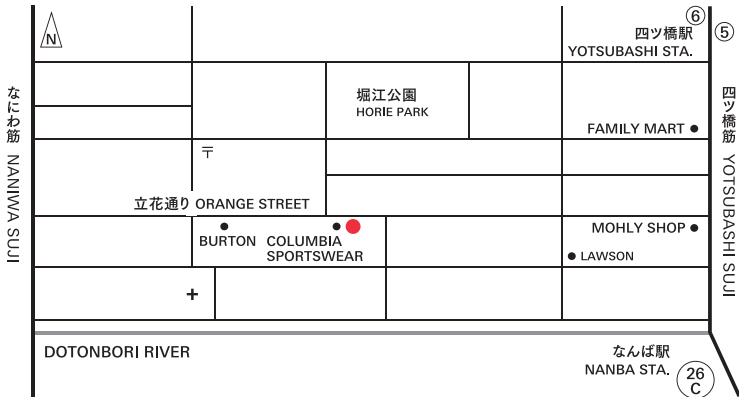 N
⑥
四ツ橋駅
YOTSUBASHI STA.
⑤
堀江公園
HORIE PARK
なにわ筋 NANIWA SUJI
四ツ橋筋 YOTSUBASHI SUJI
FAMILY MART
〒
立花通り ORANGE STREET
BURTON
COLUMBIA
SPORTSWEAR
MOHLY SHOP
LAWSON
DOTONBORI RIVER
なんば駅
NANBA STA.
26
C